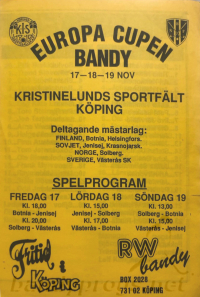 EUROPA CUPEN
BANDY
17—18—19 NOV
KRISTINELUNDS SPORTFÄLT
KÖPING
Deltagande mästarlag:
FINLAND, Botnia, Helsingfors.
SOVJET, Jenisej, Krasnojarsk.
NORGE, Solberg.
SVERIGE, Västerås SK
SPELPROGRAM
FREDAG 17
Kl. 18,00
Botnia - Jenisej
Kl. 20,00
Solberg - Västerås
LÖRDAG 18
Kl. 15,00
Jenisej - Solberg
Kl. 17,00
Västerås - Botnia
SÖNDAG 19
Kl. 13,00
Solberg - Botnia
Kl. 15,00
Västerås - Jenisej
Fritid
KÖPING
RW
bandy
BOX 2028
731 02 KÖPING